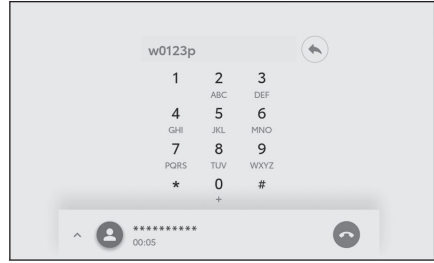 w0123p
1 2 3
ABC DEF
4 5 6
GHI JKL MNO
7 8 9
PQRS TUV WXYZ
* 0 #
+
**********
00:05